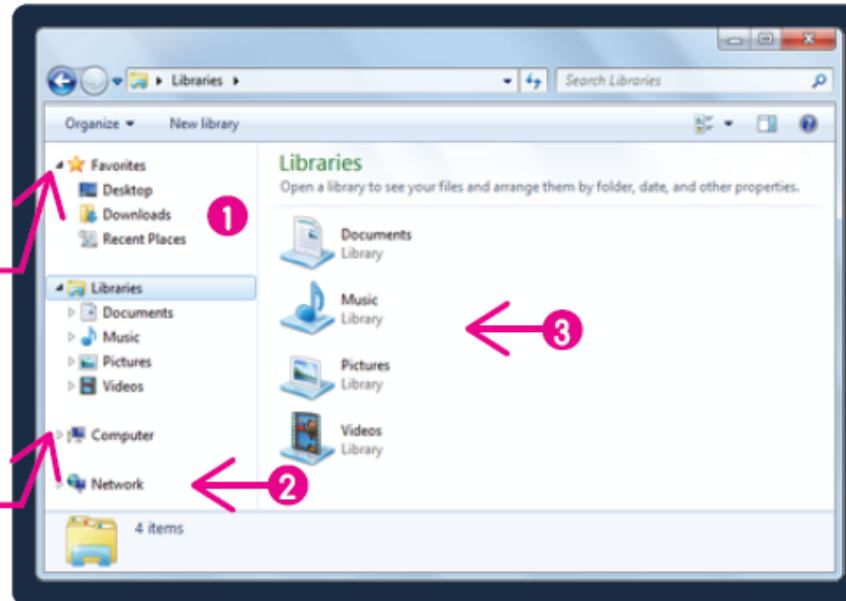 Libraries
Search Libraries
Organize
New library
Favorites
Desktop
Downloads
Recent Places
1
Libraries
Documents
Music
Pictures
Videos
Computer
Network
2
Libraries
Open a library to see your files and arrange them by folder, date, and other properties.
Documents
Library
Music
Library
3
Pictures
Library
Videos
Library
4 items